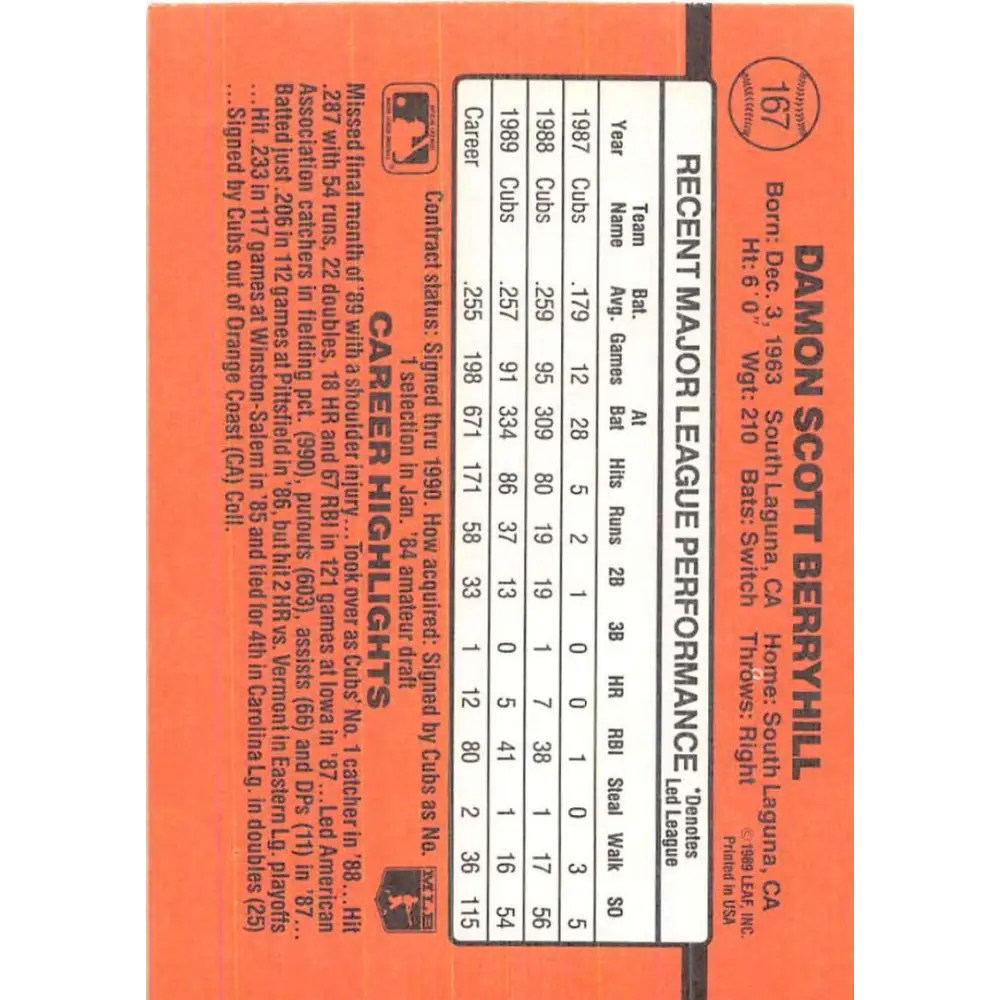 167
DAMON SCOTT BERRYHILL
Born: Dec. 3, 1963 South Laguna, CA Home: South Laguna, CA
Ht: 6' 0" Wgt: 210 Bats: Switch Throws: Right
© 1989 LEAF, INC.
Printed in USA
RECENT MAJOR LEAGUE PERFORMANCE *Denotes Led League
Year Team Name Bat. Avg. Games At Bat Hits Runs 2B 3B HR RBI Steal Walk SO
1987 Cubs .179 12 28 5 2 1 0 0 1 0 3 5
1988 Cubs .259 95 309 80 19 19 1 7 38 1 17 56
1989 Cubs .257 91 334 86 37 13 0 5 41 1 16 54
Career .255 198 671 171 58 33 1 12 80 2 36 115
Contract status: Signed thru 1990. How acquired: Signed by Cubs as No.
1 selection in Jan. '84 amateur draft
CAREER HIGHLIGHTS
MLB
Missed final month of '89 with a shoulder injury...Took over as Cubs' No. 1 catcher in '88...Hit
.287 with 54 runs, 22 doubles, 18 HR and 67 RBI in 121 games at Iowa in '87...Led American
Association catchers in fielding pct. (990), putouts (603), assists (66) and DPs (11) in '87...
Batted just .206 in 112 games at Pittsfield in '86, but hit 2 HR vs. Vermont in Eastern Lg. playoffs
...Hit .233 in 117 games at Winston-Salem in '85 and tied for 4th in Carolina Lg. in doubles (25)
...Signed by Cubs out of Orange Coast (CA) Coll.